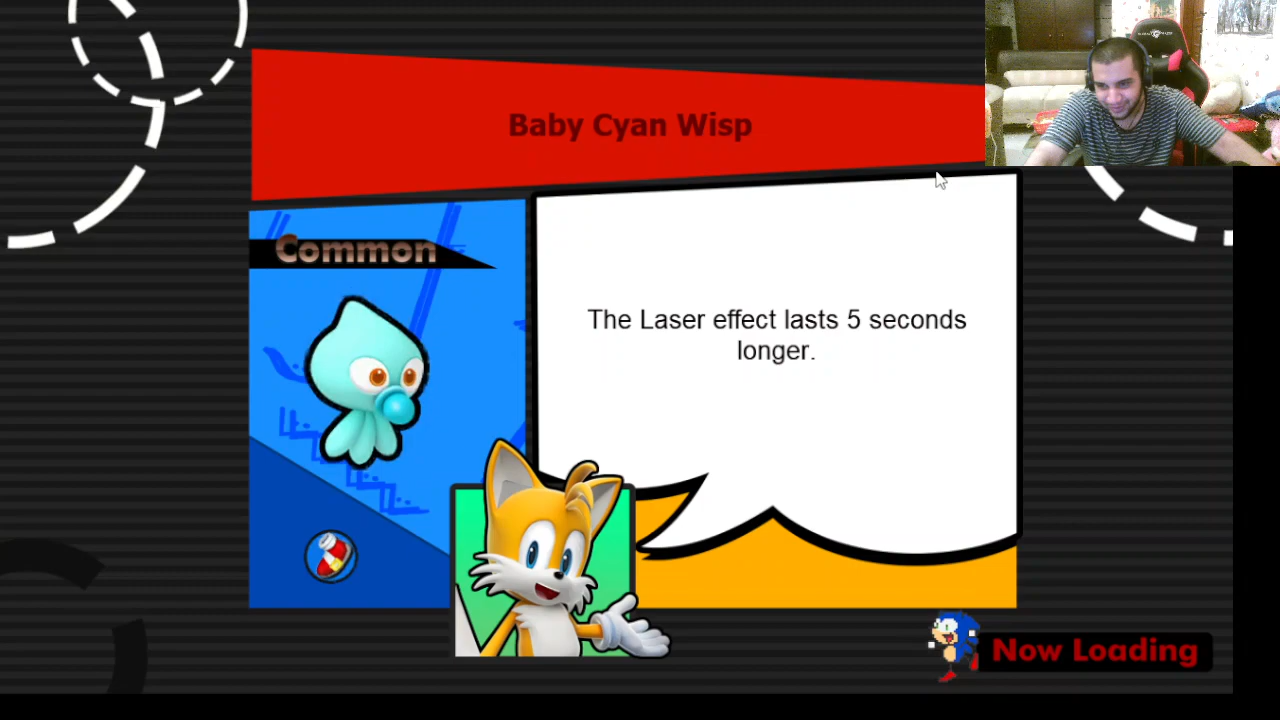 Baby Cyan Wisp
Common
The Laser effect lasts 5 seconds
longer.
Now Loading